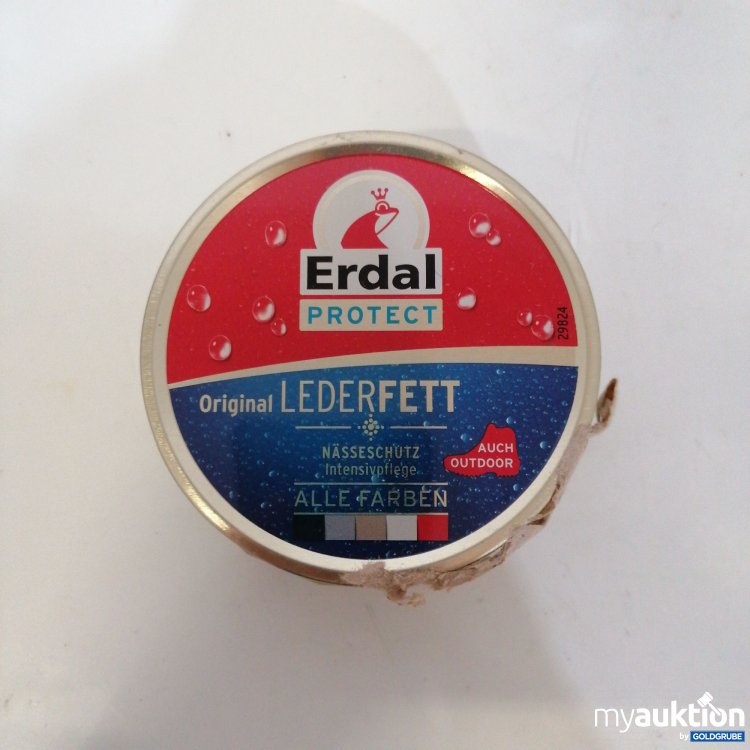 Erdal
PROTECT
29824
Original LEDERFETT
NÄSSESCHUTZ
Intensivpflege
AUCH
OUTDOOR
ALLE FARBEN
myauktion
by GOLDGRUBE